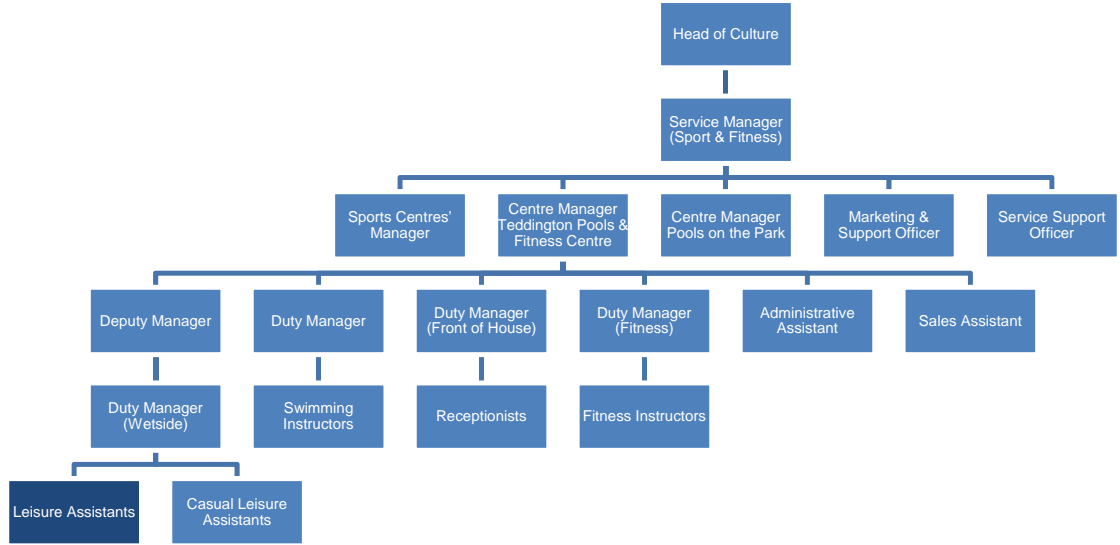 Head of Culture
Service Manager
(Sport & Fitness)
Sports Centres’
Manager
Centre Manager
Teddington Pools &
Fitness Centre
Centre Manager
Pools on the Park
Marketing &
Support Officer
Service Support
Officer
Deputy Manager
Duty Manager
Duty Manager
(Front of House)
Duty Manager
(Fitness)
Administrative
Assistant
Sales Assistant
Duty Manager
(Wetside)
Swimming
Instructors
Receptionists
Fitness Instructors
Leisure Assistants
Casual Leisure
Assistants